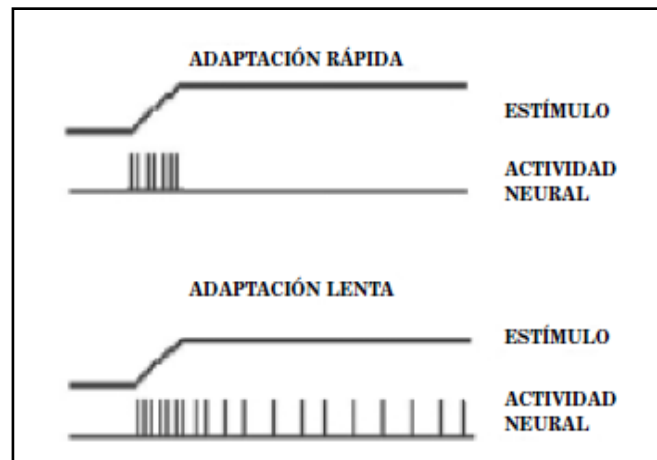 ADAPTACIÓN RÁPIDA
ESTÍMULO
ACTIVIDAD
NEURAL
ADAPTACIÓN LENTA
ESTÍMULO
ACTIVIDAD
NEURAL